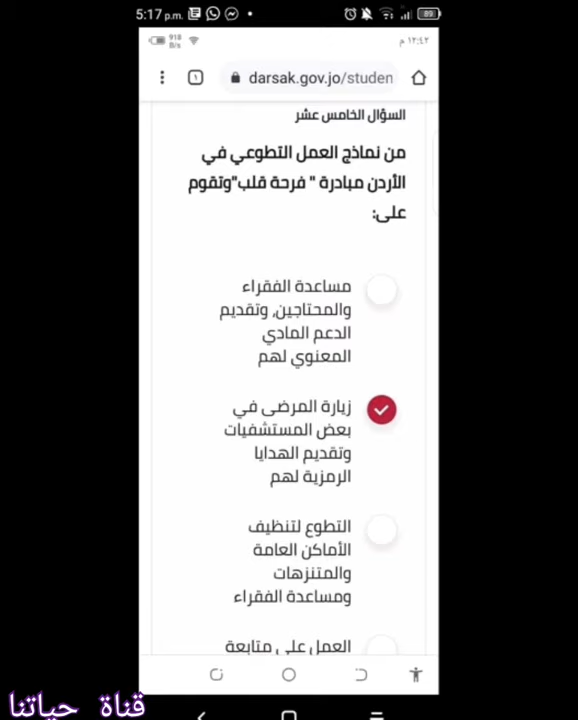 5:17 p.m.
89
918 B/s
١٢:٤٢ م
١
darsak.gov.jo/studen
السؤال الخامس عشر
من نماذج العمل التطوعي في
الأردن مبادرة " فرحة قلب"وتقوم
على:
مساعدة الفقراء
والمحتاجين, وتقديم
الدعم المادي
المعنوي لهم
زيارة المرضى في
بعض المستشفيات
وتقديم الهدايا
الرمزية لهم
التطوع لتنظيف
الأماكن العامة
والمتنزهات
ومساعدة الفقراء
العمل على متابعة
قناة حياتنا